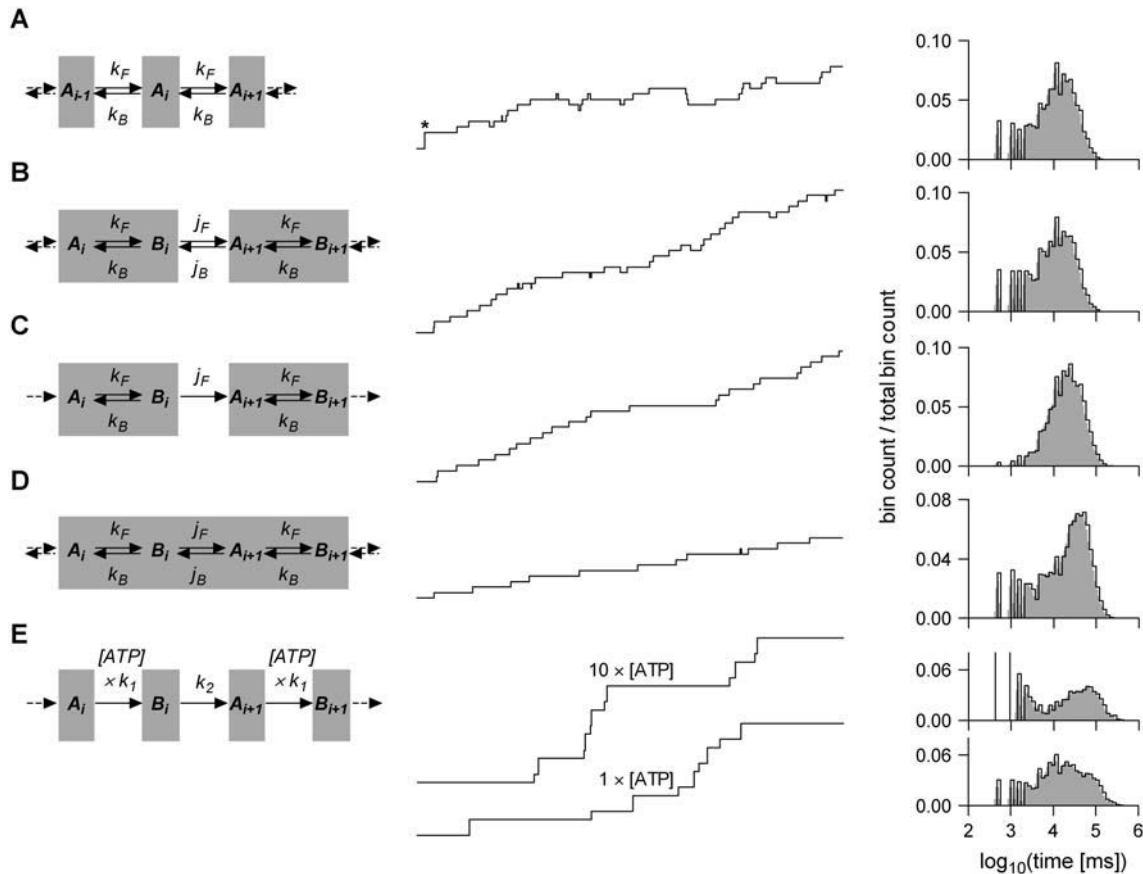 A
k_F k_F
A_{i-1} A_i A_{i+1}
k_B k_B
*
0.10
0.05
0.00
B
k_F j_F k_F
A_i B_i A_{i+1} B_{i+1}
k_B j_B k_B
0.10
0.05
0.00
C
k_F j_F k_F
A_i B_i A_{i+1} B_{i+1}
k_B k_B
0.10
0.05
0.00
D
k_F j_F k_F
A_i B_i A_{i+1} B_{i+1}
k_B j_B k_B
0.08
0.04
0.00
E
[ATP] [ATP]
× k_1 k_2 × k_1
A_i B_i A_{i+1} B_{i+1}
10 × [ATP]
1 × [ATP]
0.06
0.00
0.06
0.00
2 3 4 5 6
log_{10}(time [ms])
bin count / total bin count